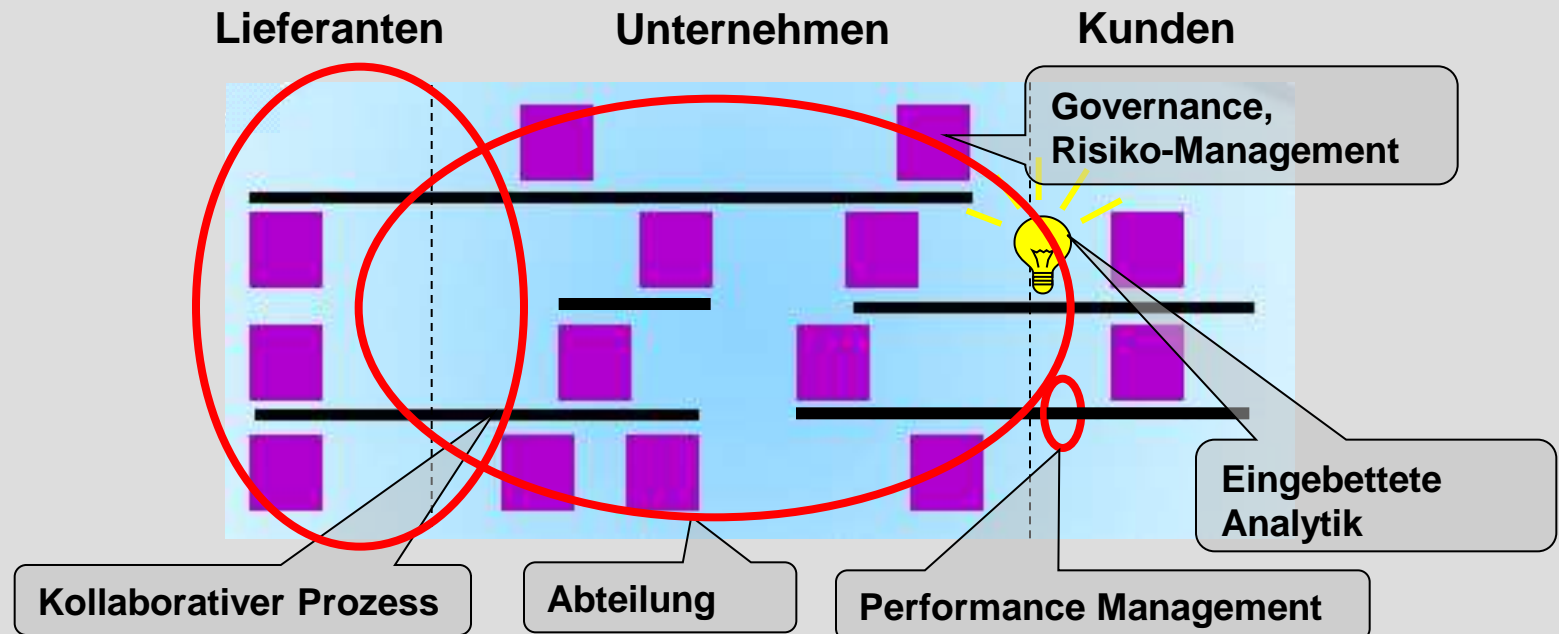 Lieferanten
Unternehmen
Kunden
Governance,
Risiko-Management
Eingebettete
Analytik
Kollaborativer Prozess
Abteilung
Performance Management